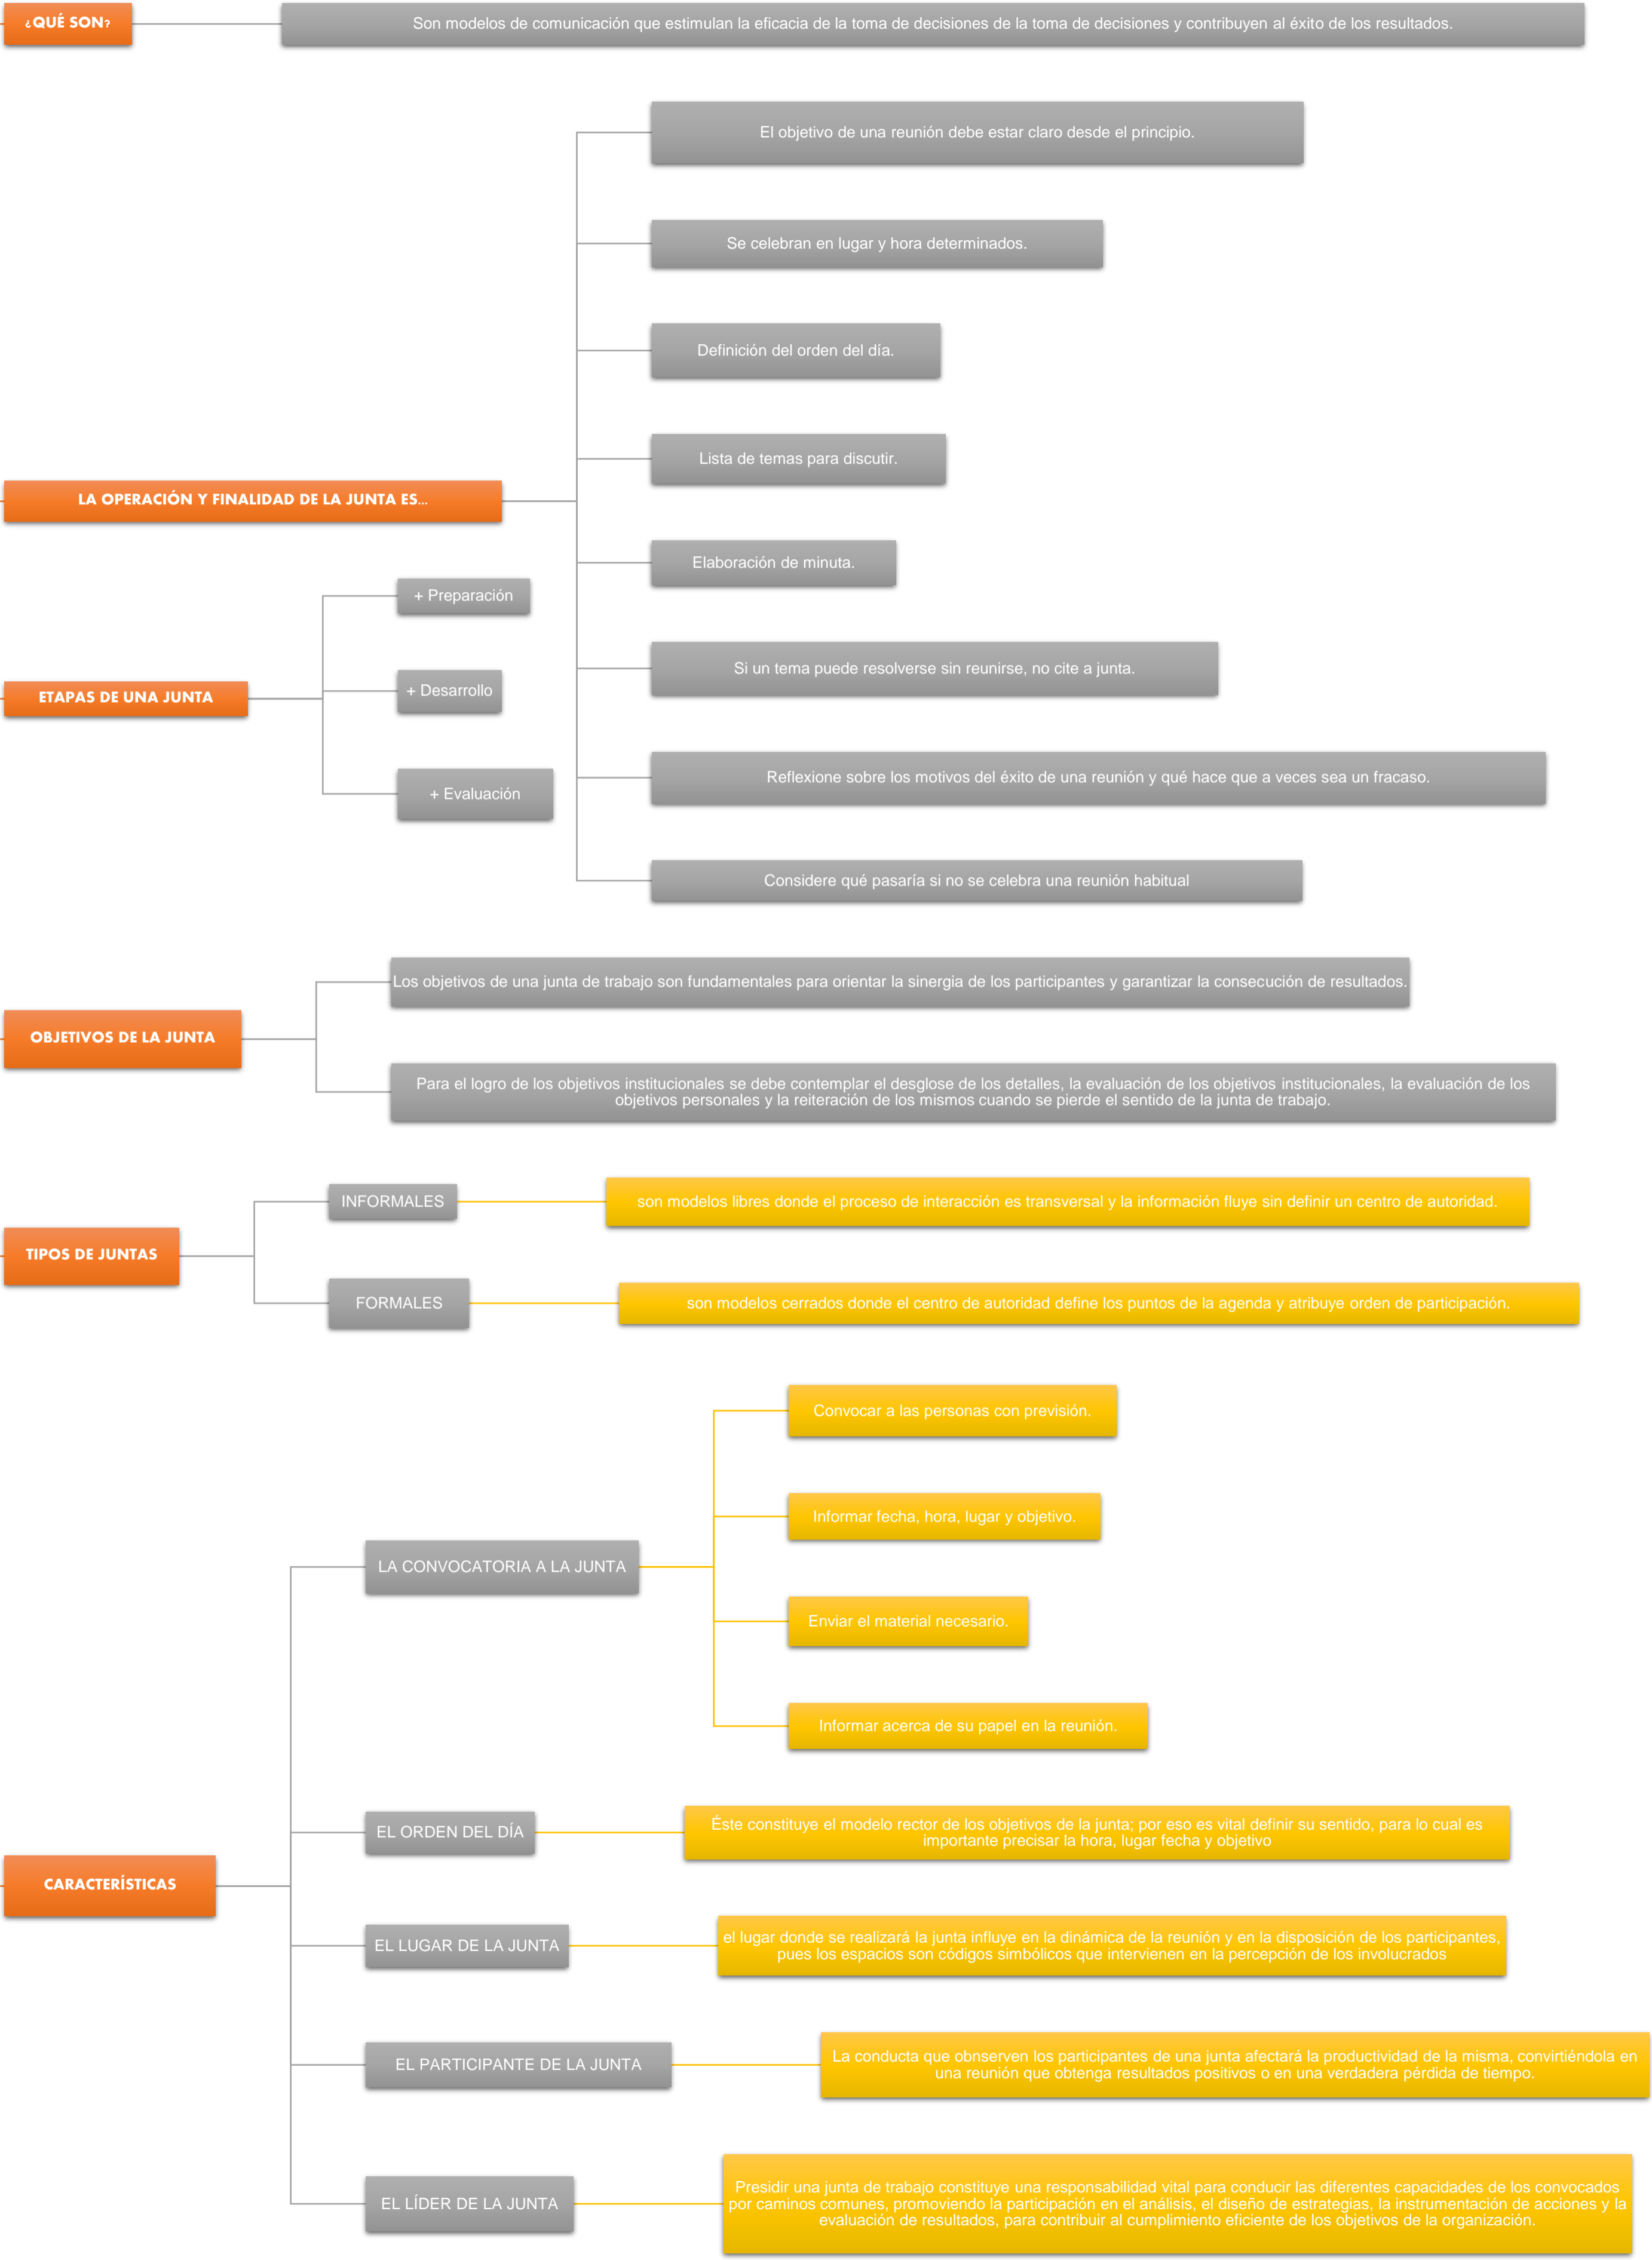 ¿QUÉ SON?
Son modelos de comunicación que estimulan la eficacia de la toma de decisiones de la toma de decisiones y contribuyen al éxito de los resultados.
LA OPERACIÓN Y FINALIDAD DE LA JUNTA ES...
El objetivo de una reunión debe estar claro desde el principio.
Se celebran en lugar y hora determinados.
Definición del orden del día.
Lista de temas para discutir.
Elaboración de minuta.
Si un tema puede resolverse sin reunirse, no cite a junta.
Reflexione sobre los motivos del éxito de una reunión y qué hace que a veces sea un fracaso.
Considere qué pasaría si no se celebra una reunión habitual
ETAPAS DE UNA JUNTA
+ Preparación
+ Desarrollo
+ Evaluación
OBJETIVOS DE LA JUNTA
Los objetivos de una junta de trabajo son fundamentales para orientar la sinergia de los participantes y garantizar la consecución de resultados.
Para el logro de los objetivos institucionales se debe contemplar el desglose de los detalles, la evaluación de los objetivos institucionales, la evaluación de los
objetivos personales y la reiteración de los mismos cuando se pierde el sentido de la junta de trabajo.
TIPOS DE JUNTAS
INFORMALES
son modelos libres donde el proceso de interacción es transversal y la información fluye sin definir un centro de autoridad.
FORMALES
son modelos cerrados donde el centro de autoridad define los puntos de la agenda y atribuye orden de participación.
CARACTERÍSTICAS
LA CONVOCATORIA A LA JUNTA
Convocar a las personas con previsión.
Informar fecha, hora, lugar y objetivo.
Enviar el material necesario.
Informar acerca de su papel en la reunión.
EL ORDEN DEL DÍA
Éste constituye el modelo rector de los objetivos de la junta; por eso es vital definir su sentido, para lo cual es
importante precisar la hora, lugar fecha y objetivo
EL LUGAR DE LA JUNTA
el lugar donde se realizará la junta influye en la dinámica de la reunión y en la disposición de los participantes,
pues los espacios son códigos simbólicos que intervienen en la percepción de los involucrados
EL PARTICIPANTE DE LA JUNTA
La conducta que obnserven los participantes de una junta afectará la productividad de la misma, convirtiéndola en
una reunión que obtenga resultados positivos o en una verdadera pérdida de tiempo.
EL LÍDER DE LA JUNTA
Presidir una junta de trabajo constituye una responsabilidad vital para conducir las diferentes capacidades de los convocados
por caminos comunes, promoviendo la participación en el análisis, el diseño de estrategias, la instrumentación de acciones y la
evaluación de resultados, para contribuir al cumplimiento eficiente de los objetivos de la organización.